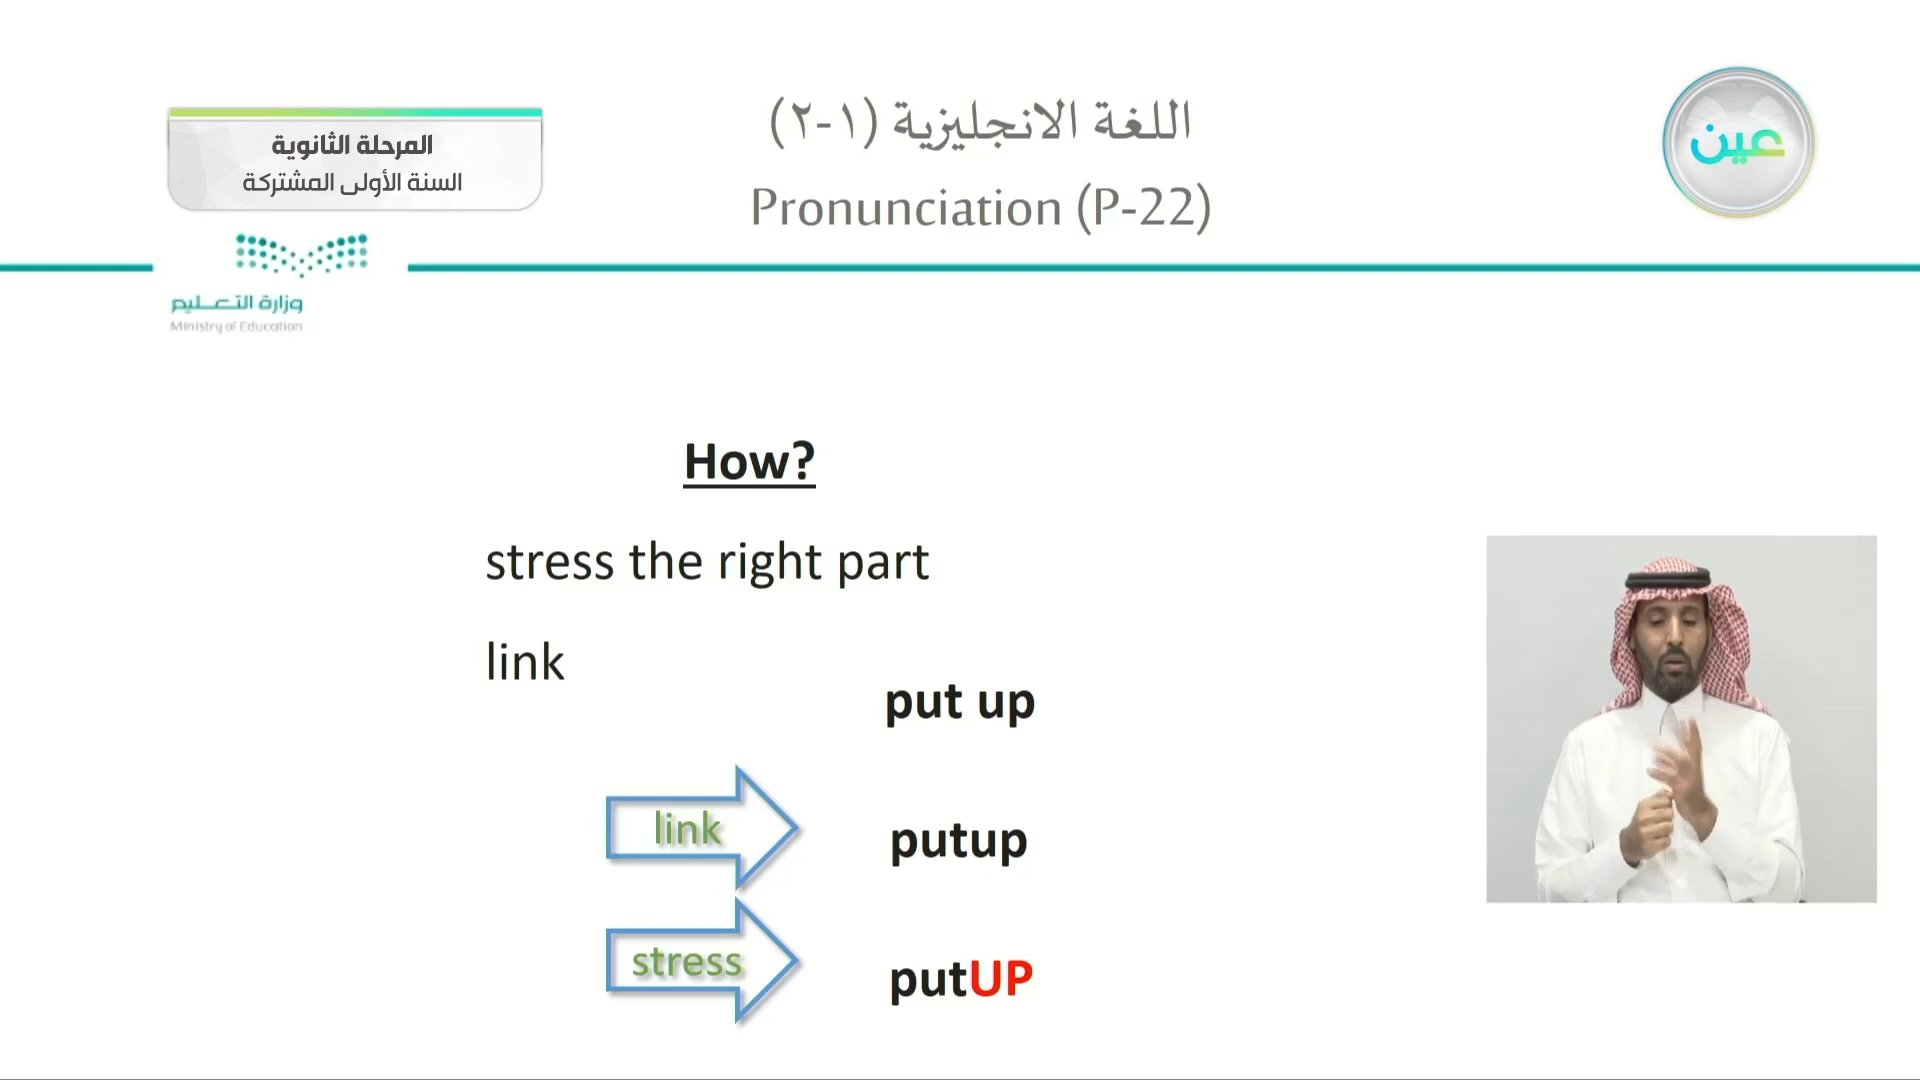 اللغة الانجليزية (١-٢)
Pronunciation (P-22)
المرحلة الثانوية
السنة الأولى المشتركة
عين
وزارة التعـليم
Ministry of Education
How?
stress the right part
link
put up
link
putup
stress
putUP